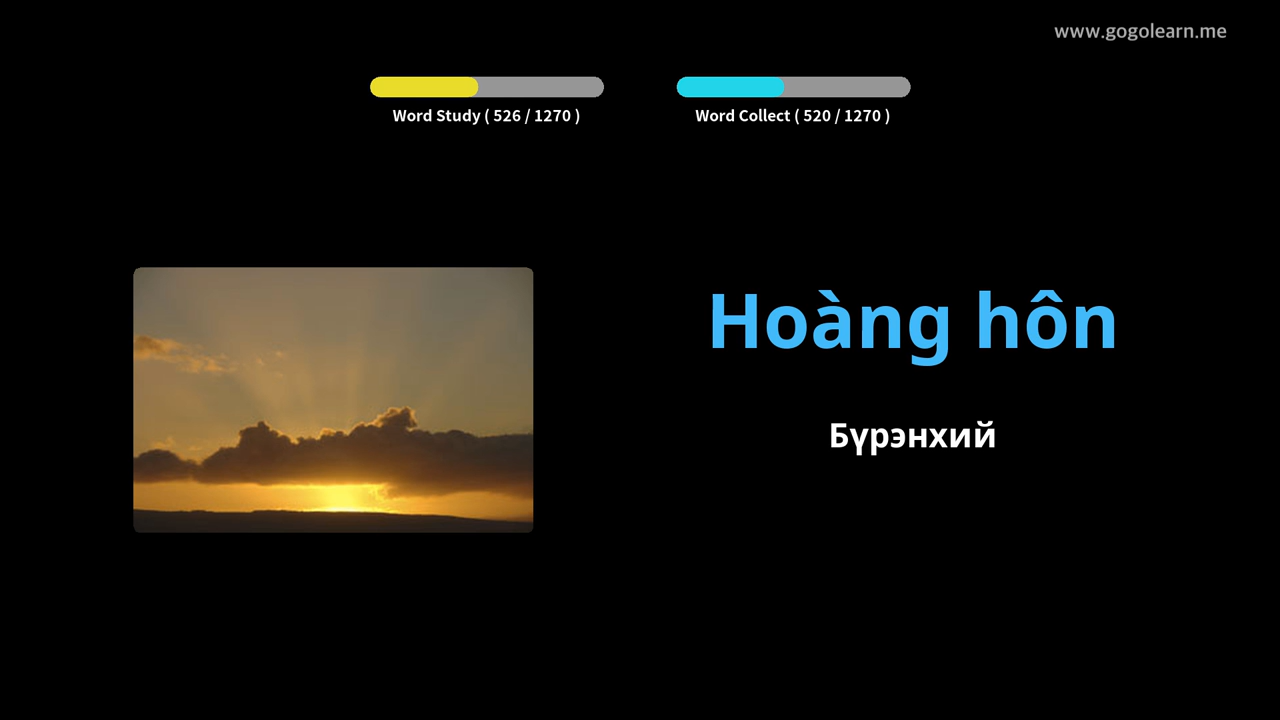 www.gogolearn.me
Word Study ( 526 / 1270 )
Word Collect ( 520 / 1270 )
Hoàng hôn
Бүрэнхий